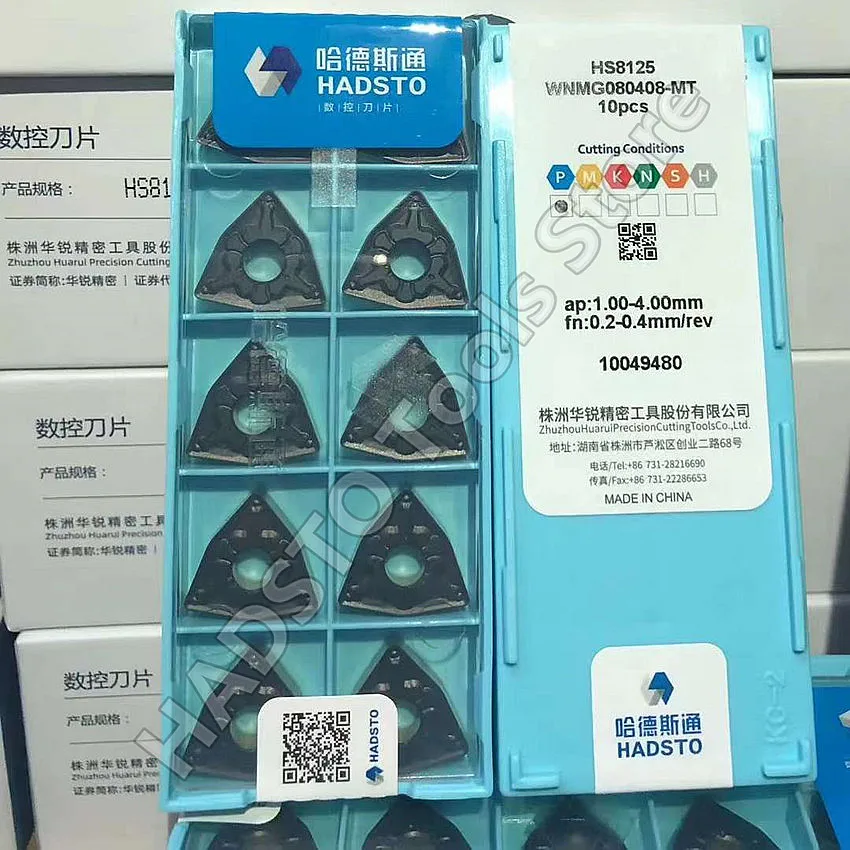 哈德斯通
HADSTO
数控刀片
HS8125
WNMG080408-MT
10pcs
Cutting Conditions
P M K N S H
ap:1.00-4.00mm
fn:0.2-0.4mm/rev
10049480
株洲华锐精密工具股份有限公司
ZhuzhouHuaruiPrecisionCuttingToolsCo.,Ltd.
地址:湖南省株洲市芦淞区创业二路68号
电话/Tel:+86 731-28216690
传真/Fax:+86 731-22286653
MADE IN CHINA
哈德斯通
HADSTO
HADSTO
数控刀片
产品规格: HS81
株洲华锐精密工具股份
Zhuzhou Huarui Precision Cutting
证券简称:华锐精密 | 证券代
数控刀片
产品规格:
株洲华锐精密工具
Zhuzhou Huarui Precision
证券简称:华锐精密 |
数控刀片
产品规格:
株洲华锐精密工
Zhuzhou Huarui Precision
证券简称:华锐精密
HADSTO Tools Store
HADSTO Tools Store